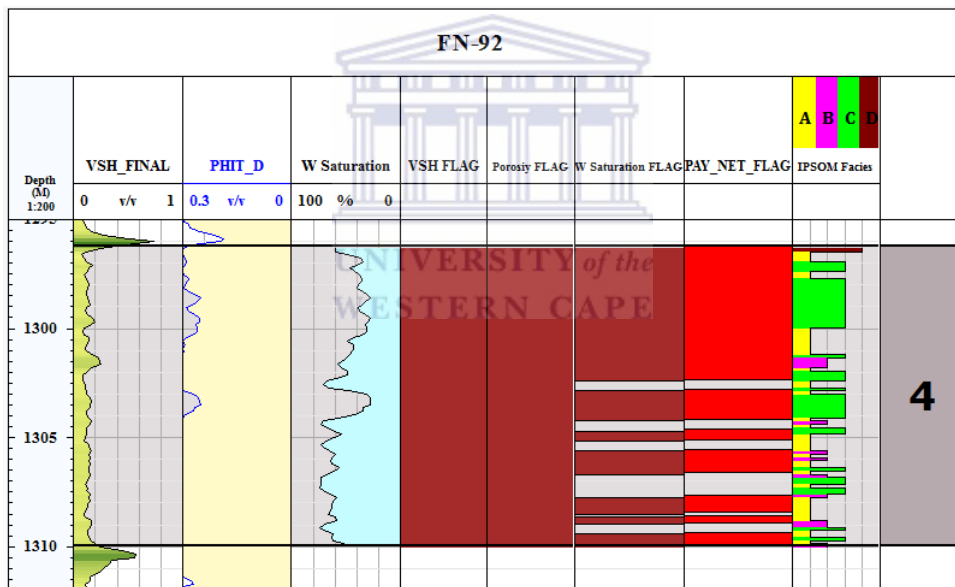 FN-92
A B C D
VSH_FINAL PHIT_D W Saturation VSH FLAG Porosiy FLAG W Saturation FLAG PAY_NET_FLAG IPSOM Facies
Depth
(M)
1:200
0 v/v 1 0.3 v/v 0 100 % 0
1295
UNIVERSITY of the
WESTERN CAPE
1300
4
1305
1310